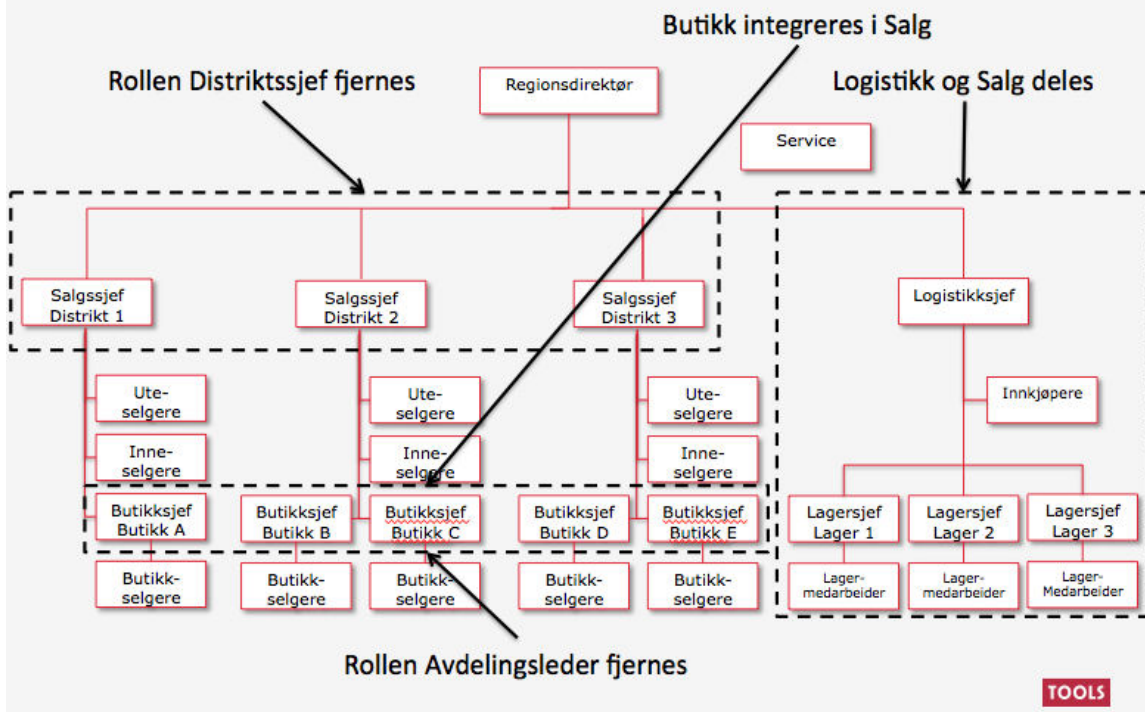 Butikk integreres i Salg
Rollen Distriktssjef fjernes
Logistikk og Salg deles
Regionsdirektør
Service
Salgssjef
Distrikt 1
Salgssjef
Distrikt 2
Salgssjef
Distrikt 3
Logistikksjef
Ute-
selgere
Ute-
selgere
Ute-
selgere
Innkjøpere
Inne-
selgere
Inne-
selgere
Inne-
selgere
Butikksjef
Butikk A
Butikksjef
Butikk B
Butikksjef
Butikk C
Butikksjef
Butikk D
Butikksjef
Butikk E
Lagersjef
Lager 1
Lagersjef
Lager 2
Lagersjef
Lager 3
Butikk-
selgere
Butikk-
selgere
Butikk-
selgere
Butikk-
selgere
Butikk-
selgere
Lager-
medarbeider
Lager-
medarbeider
Lager-
Medarbeider
Rollen Avdelingsleder fjernes
TOOLS